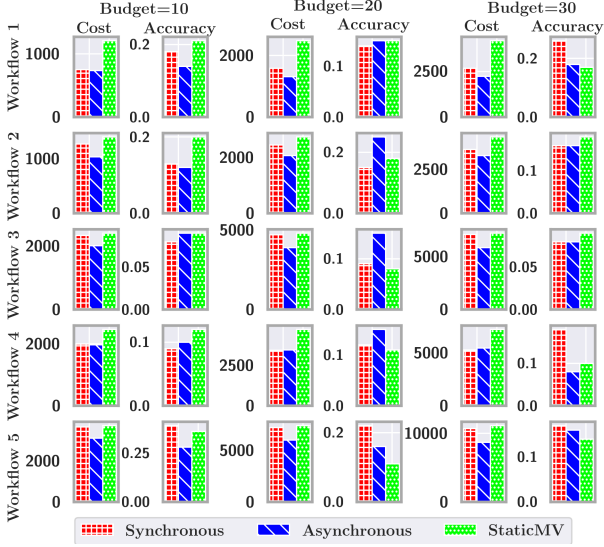 Budget=10 Budget=20 Budget=30
Cost Accuracy Cost Accuracy Cost Accuracy
Workflow 1
1000 0.2 2000 0.1 2500 0.2
0 0.0 0 0.0 0 0.0
Workflow 2
1000 0.2 2000 0.2 2500 0.1
0 0.0 0 0.0 0 0.0
Workflow 3
2000 0.05 5000 0.1 5000 0.05
0 0.00 0 0.0 0 0.00
Workflow 4
2000 0.1 2500 0.1 5000 0.1
0 0.0 0 0.0 0 0.0
Workflow 5
2000 0.25 5000 0.2 10000 0.1
0 0.00 0 0.0 0 0.0
Synchronous Asynchronous StaticMV